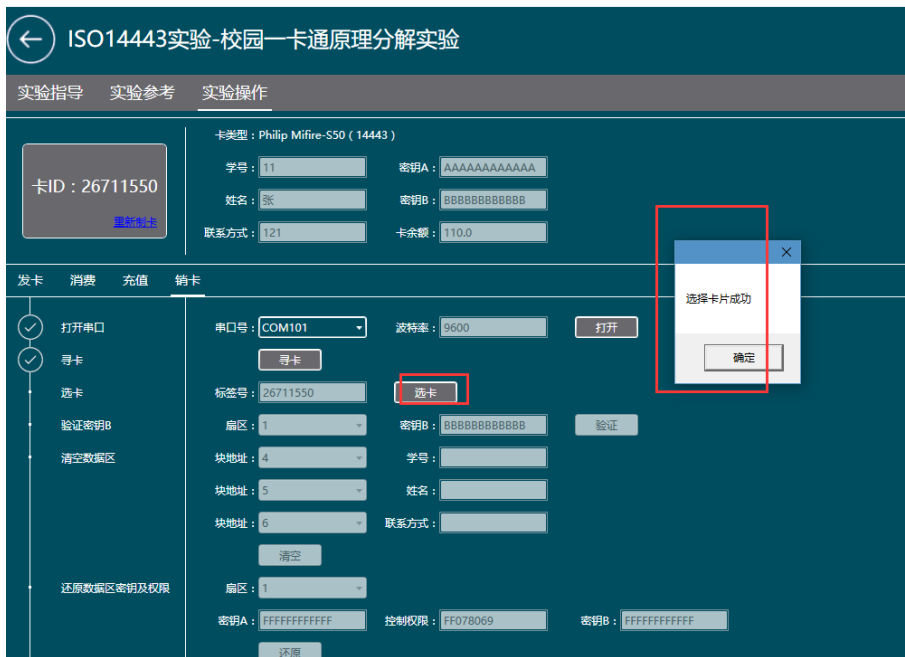 ISO14443实验-校园一卡通原理分解实验
实验指导 实验参考 实验操作
卡类型：Philip Mifire-S50（14443）
卡ID：26711550
重新制卡
学号：11 密钥A：AAAAAAAAAAAA
姓名：张 密钥B：BBBBBBBBBBBB
联系方式：121 卡余额：110.0
发卡 消费 充值 销卡
选择卡片成功
确定
打开串口 串口号：COM101 波特率：9600 打开
寻卡 寻卡
选卡 标签号：26711550 选卡
验证密钥B 扇区：1 密钥B：BBBBBBBBBBBB 验证
清空数据区 块地址：4 学号：
块地址：5 姓名：
块地址：6 联系方式：
清空
还原数据区密钥及权限 扇区：1
密钥A：FFFFFFFFFFFF 控制权限：FF078069 密钥B：FFFFFFFFFFFF
还原